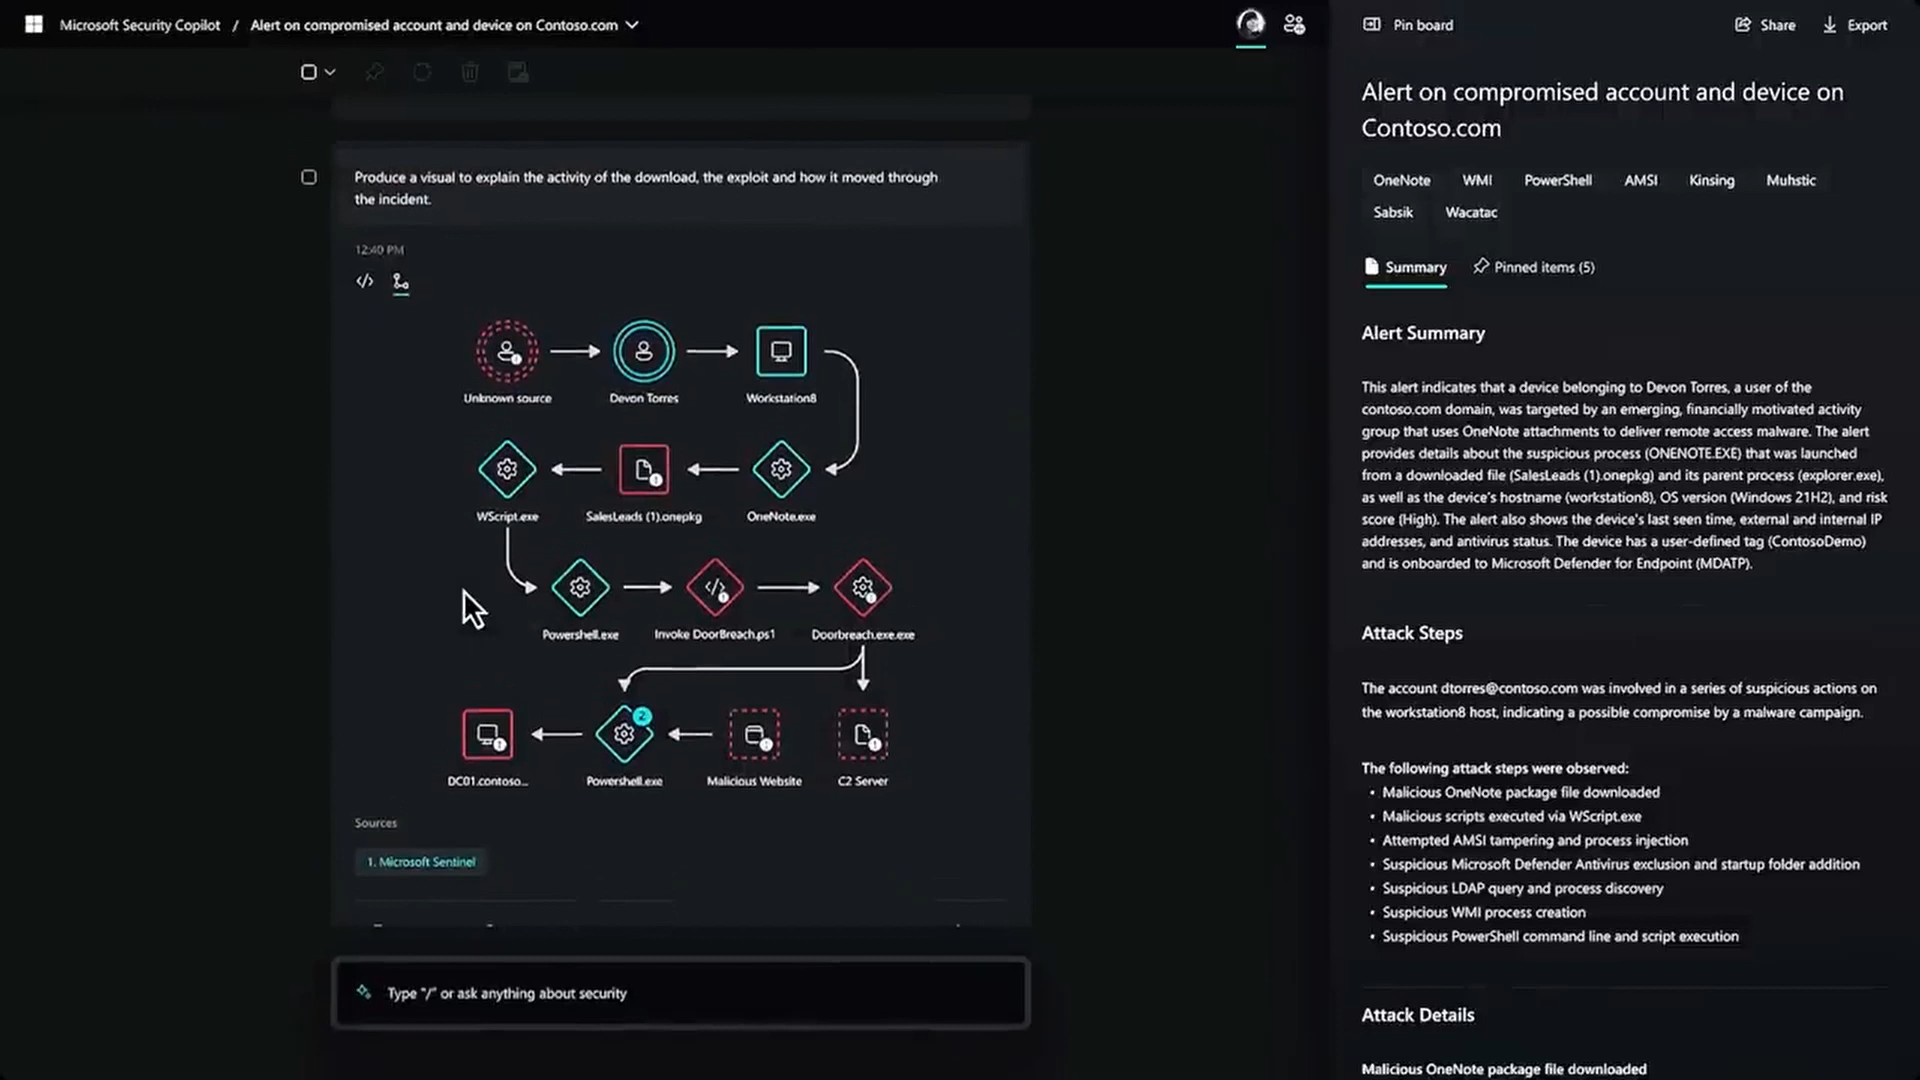 Microsoft Security Copilot / Alert on compromised account and device on Contoso.com
Produce a visual to explain the activity of the download, the exploit and how it moved through
the incident.
12:40 PM
</>
Unknown source
Devon Torres
Workstation8
WScript.exe
SalesLeads (1).onepkg
OneNote.exe
Powershell.exe
Invoke DoorBreach.ps1
Doorbreach.exe.exe
2
DC01.contoso...
Powershell.exe
Malicious Website
C2 Server
Sources
1. Microsoft Sentinel
Type "/" or ask anything about security
Pin board
Share
Export
Alert on compromised account and device on
Contoso.com
OneNote WMI PowerShell AMSI Kinsing Muhstic
Sabsik Wacatac
Summary
Pinned items (5)
Alert Summary
This alert indicates that a device belonging to Devon Torres, a user of the
contoso.com domain, was targeted by an emerging, financially motivated activity
group that uses OneNote attachments to deliver remote access malware. The alert
provides details about the suspicious process (ONENOTE.EXE) that was launched
from a downloaded file (SalesLeads (1).onepkg) and its parent process (explorer.exe),
as well as the device's hostname (workstation8), OS version (Windows 21H2), and risk
score (High). The alert also shows the device's last seen time, external and internal IP
addresses, and antivirus status. The device has a user-defined tag (ContosoDemo)
and is onboarded to Microsoft Defender for Endpoint (MDATP).
Attack Steps
The account dtorres@contoso.com was involved in a series of suspicious actions on
the workstation8 host, indicating a possible compromise by a malware campaign.
The following attack steps were observed:
• Malicious OneNote package file downloaded
• Malicious scripts executed via WScript.exe
• Attempted AMSI tampering and process injection
• Suspicious Microsoft Defender Antivirus exclusion and startup folder addition
• Suspicious LDAP query and process discovery
• Suspicious WMI process creation
• Suspicious PowerShell command line and script execution
Attack Details
Malicious OneNote package file downloaded